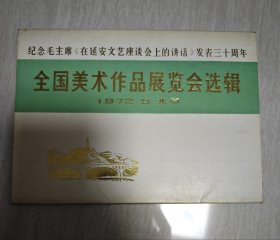 纪念毛主席《在延安文艺座谈会上的讲话》发表三十周年
全国美术作品展览会选辑
1972.5 北京